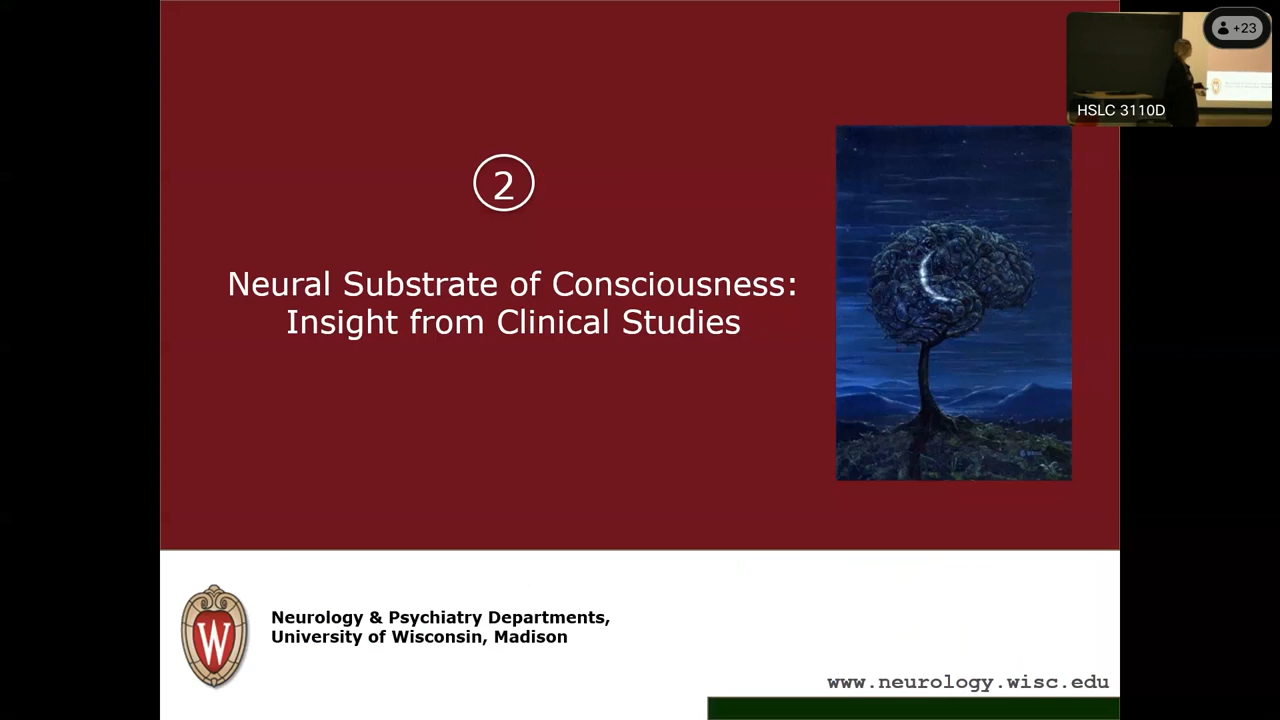 +23
HSLC 3110D
2
Neural Substrate of Consciousness:
Insight from Clinical Studies
W
Neurology & Psychiatry Departments,
University of Wisconsin, Madison
www.neurology.wisc.edu